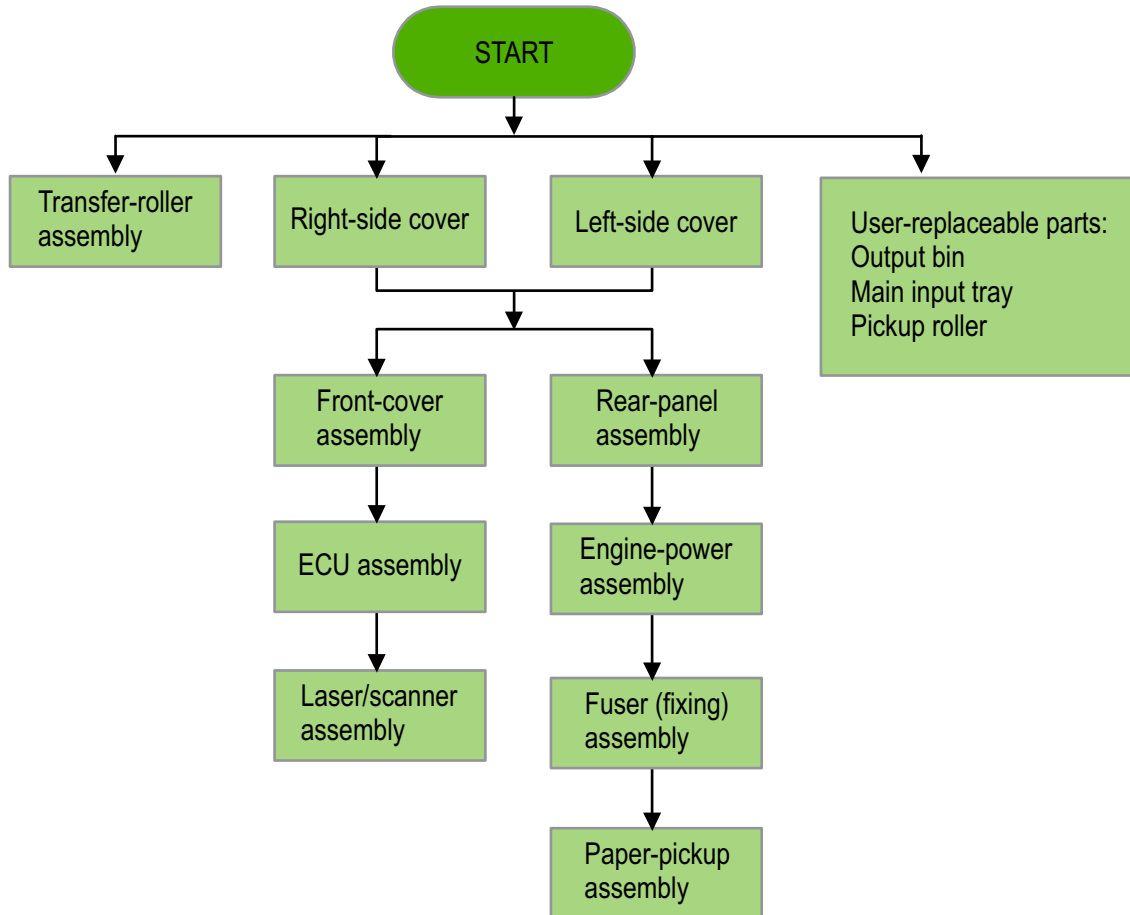 START
Transfer-roller
assembly
Right-side cover
Left-side cover
User-replaceable parts:
Output bin
Main input tray
Pickup roller
Front-cover
assembly
Rear-panel
assembly
ECU assembly
Engine-power
assembly
Laser/scanner
assembly
Fuser (fixing)
assembly
Paper-pickup
assembly